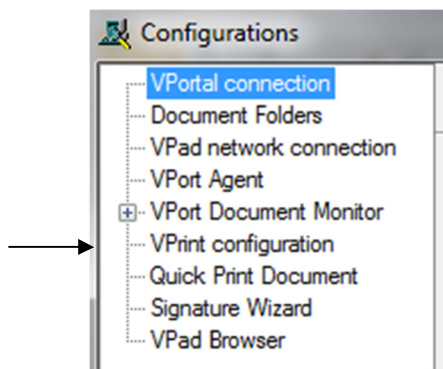 Configurations
VPortal connection
Document Folders
VPad network connection
VPort Agent
VPort Document Monitor
VPrint configuration
Quick Print Document
Signature Wizard
VPad Browser